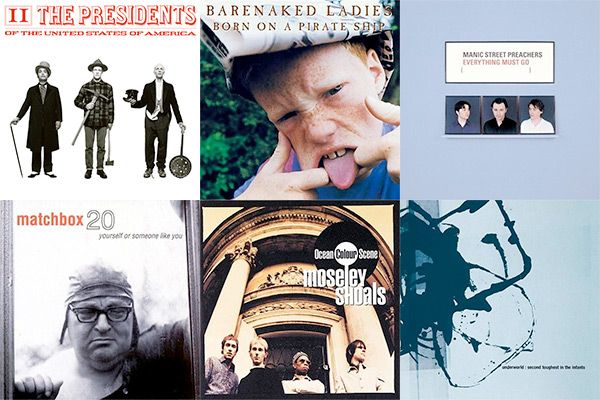 II THE PRESIDENTS
OF THE UNITED STATES OF AMERICA
BARENAKED LADIES
BORN ON A PIRATE SHIP
MANIC STREET PREACHERS
EVERYTHING MUST GO
[ ]
matchbox 20
yourself or someone like you
Ocean Colour Scene
moseley
shoals
underworld : second toughest in the infants